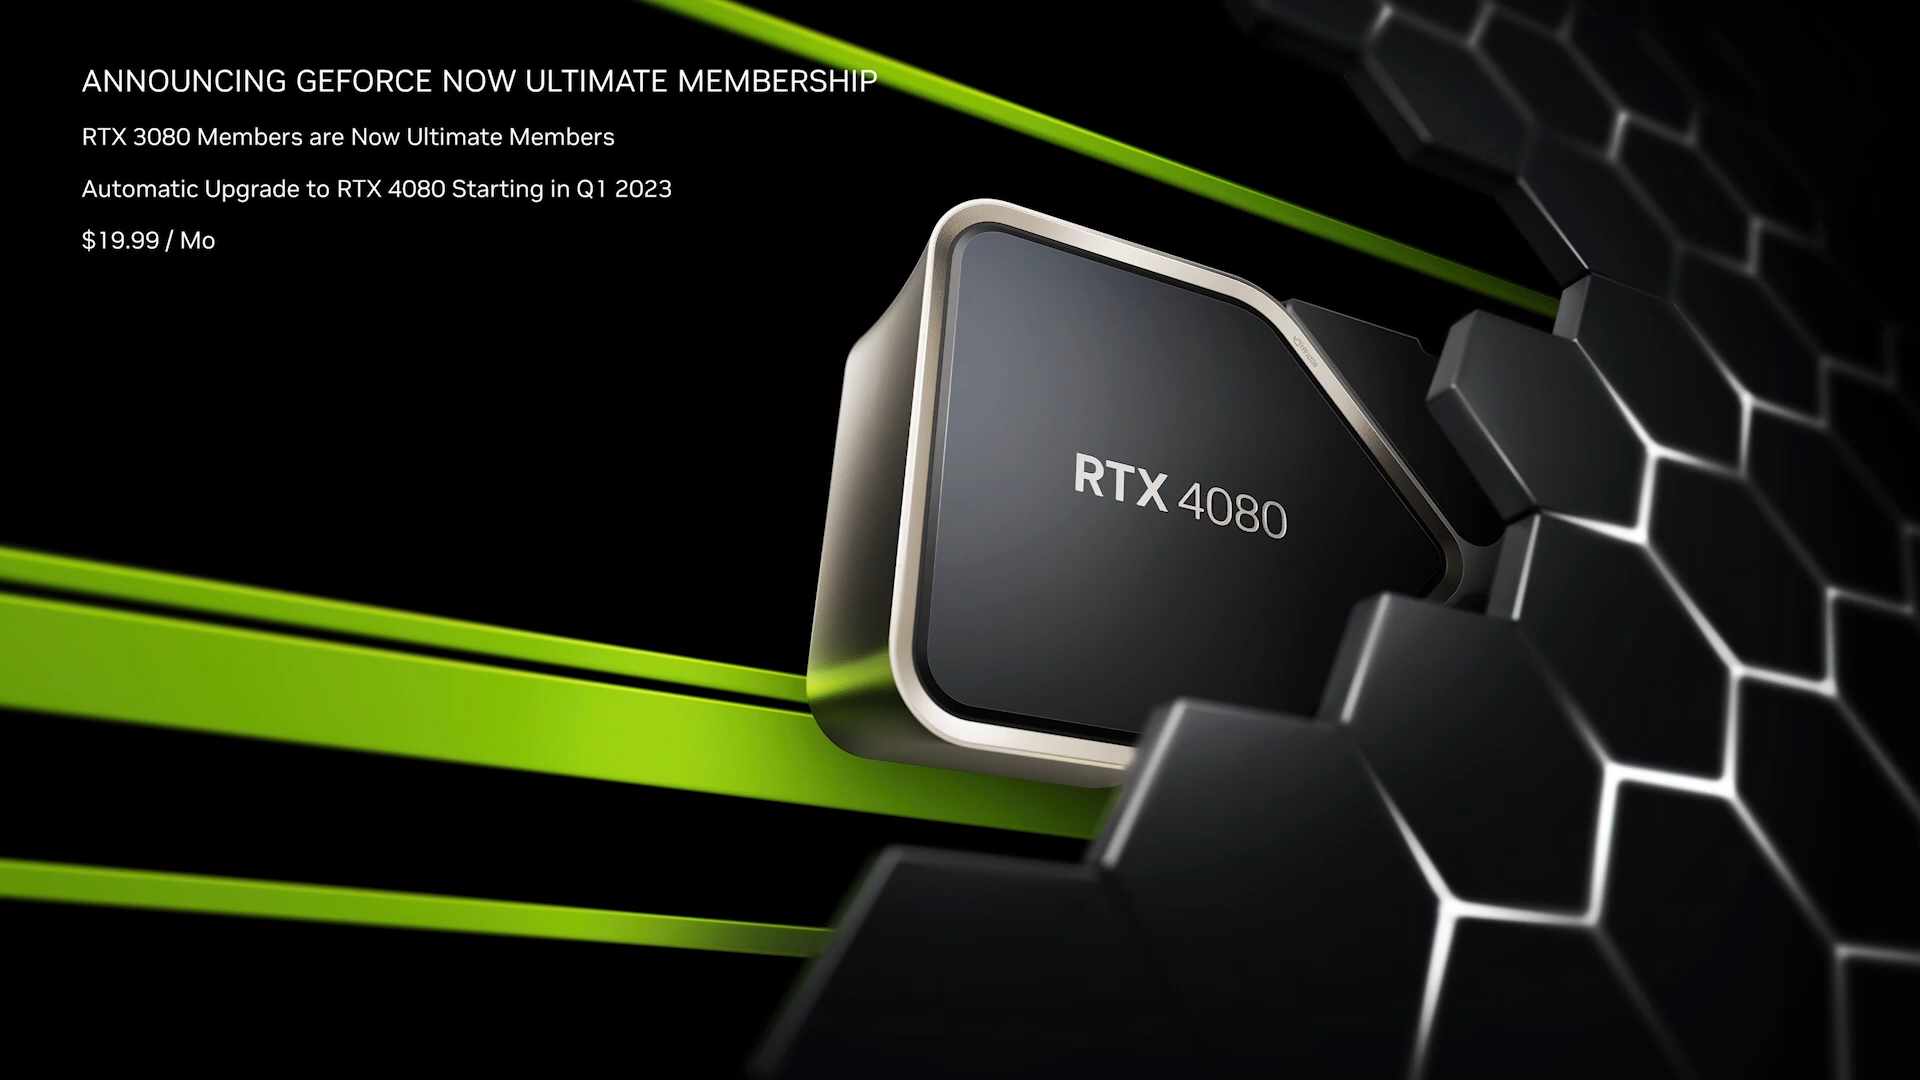 ANNOUNCING GEFORCE NOW ULTIMATE MEMBERSHIP
RTX 3080 Members are Now Ultimate Members
Automatic Upgrade to RTX 4080 Starting in Q1 2023
$19.99 / Mo
RTX 4080